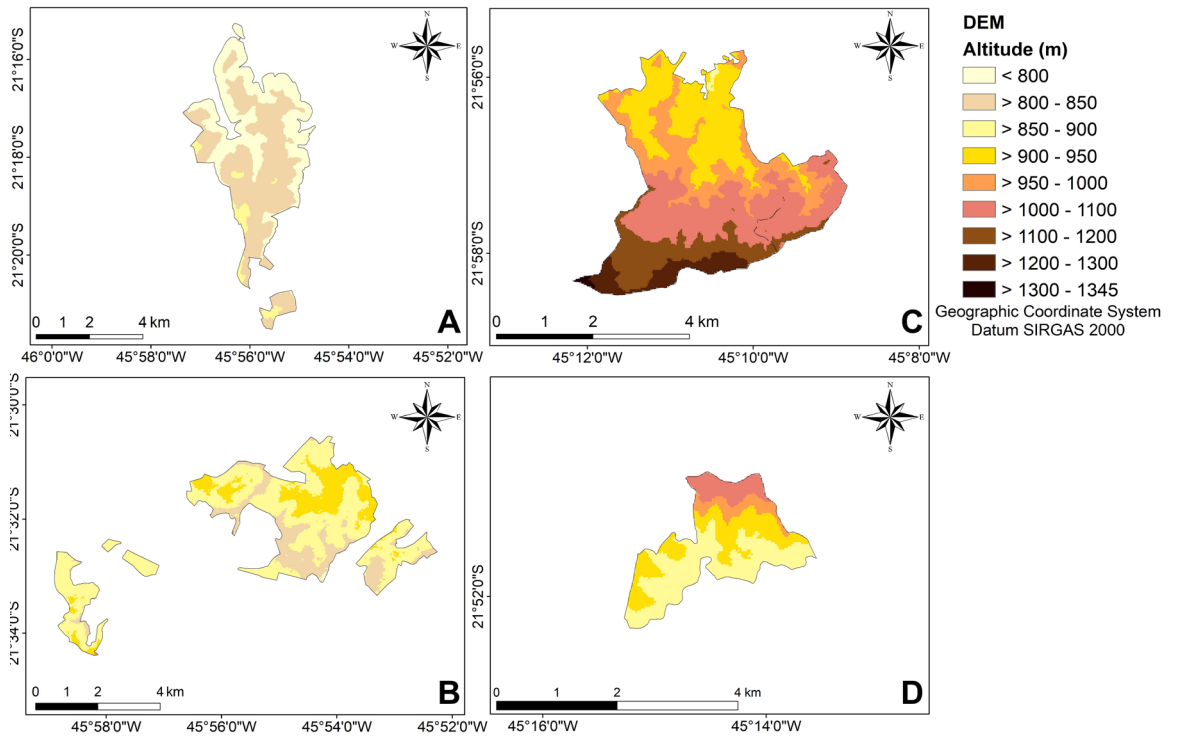 N
W E
S
A
0 1 2 4 km
21°16'0"S
21°18'0"S
21°20'0"S
46°0'0"W 45°58'0"W 45°56'0"W 45°54'0"W 45°52'0"W
N
W E
S
C
0 1 2 4 km
21°56'0"S
21°58'0"S
45°12'0"W 45°10'0"W 45°8'0"W
DEM
Altitude (m)
< 800
> 800 - 850
> 850 - 900
> 900 - 950
> 950 - 1000
> 1000 - 1100
> 1100 - 1200
> 1200 - 1300
> 1300 - 1345
Geographic Coordinate System
Datum SIRGAS 2000
N
W E
S
B
0 1 2 4 km
21°30'0"S
21°32'0"S
21°34'0"S
45°58'0"W 45°56'0"W 45°54'0"W 45°52'0"W
N
W E
S
D
0 1 2 4 km
21°52'0"S
45°16'0"W 45°14'0"W